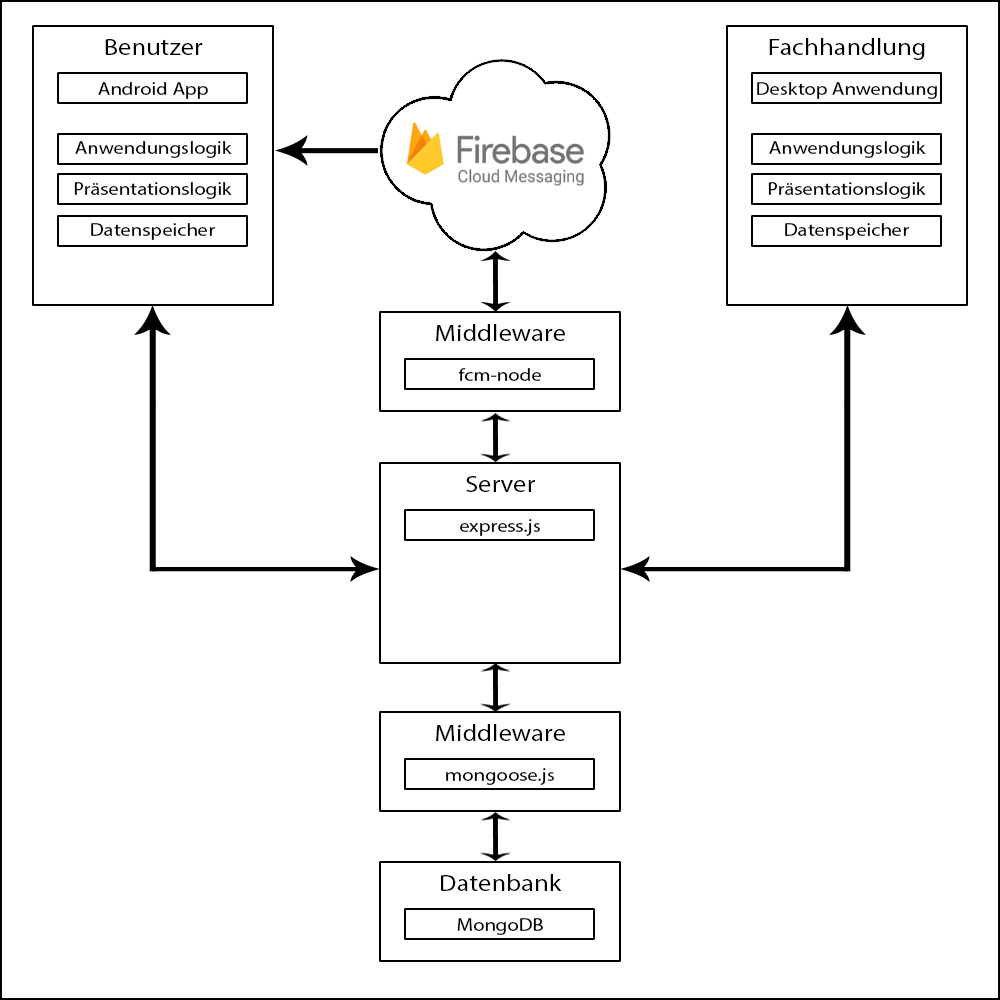 Benutzer
Android App
Anwendungslogik
Präsentationslogik
Datenspeicher
Firebase
Cloud Messaging
Fachhandlung
Desktop Anwendung
Anwendungslogik
Präsentationslogik
Datenspeicher
Middleware
fcm-node
Server
express.js
Middleware
mongoose.js
Datenbank
MongoDB